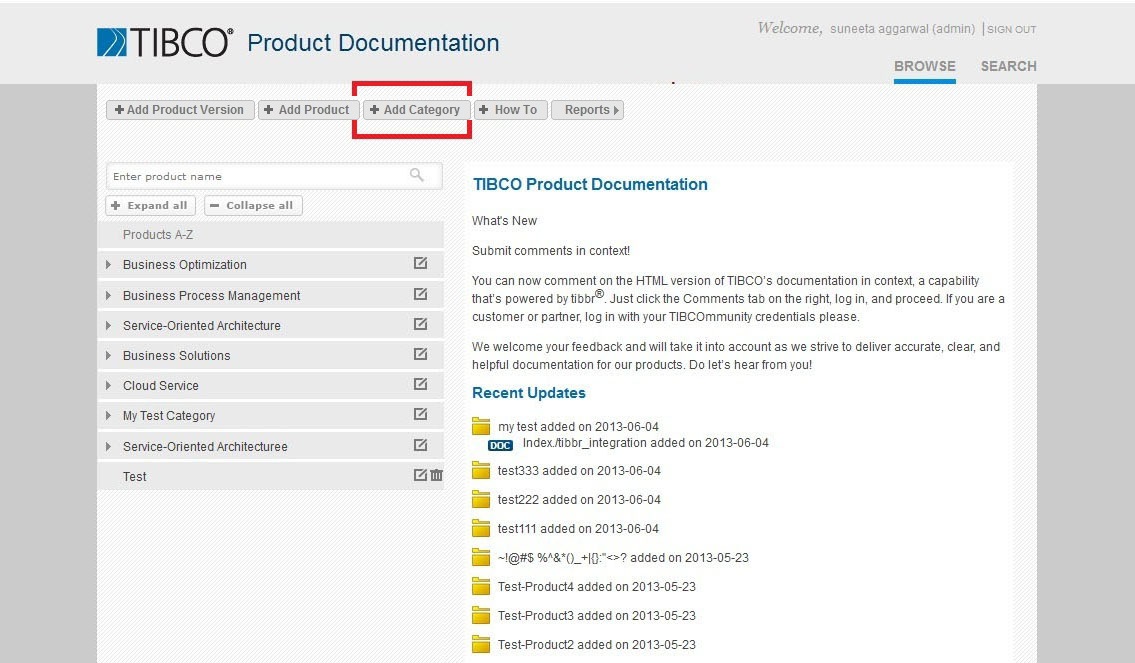 TIBCO® Product Documentation
Welcome, suneeta aggarwal (admin) | SIGN OUT
BROWSE SEARCH
+ Add Product Version + Add Product + Add Category + How To Reports
Enter product name
+ Expand all − Collapse all
Products A-Z
Business Optimization
Business Process Management
Service-Oriented Architecture
Business Solutions
Cloud Service
My Test Category
Service-Oriented Architecturee
Test
TIBCO Product Documentation
What's New
Submit comments in context!
You can now comment on the HTML version of TIBCO's documentation in context, a capability
that's powered by tibbr®. Just click the Comments tab on the right, log in, and proceed. If you are a
customer or partner, log in with your TIBCOmmunity credentials please.
We welcome your feedback and will take it into account as we strive to deliver accurate, clear, and
helpful documentation for our products. Do let's hear from you!
Recent Updates
my test added on 2013-06-04
DOC Index./tibbr_integration added on 2013-06-04
test333 added on 2013-06-04
test222 added on 2013-06-04
test111 added on 2013-06-04
~!@#$ %^&*()_+|{}:"<>? added on 2013-05-23
Test-Product4 added on 2013-05-23
Test-Product3 added on 2013-05-23
Test-Product2 added on 2013-05-23